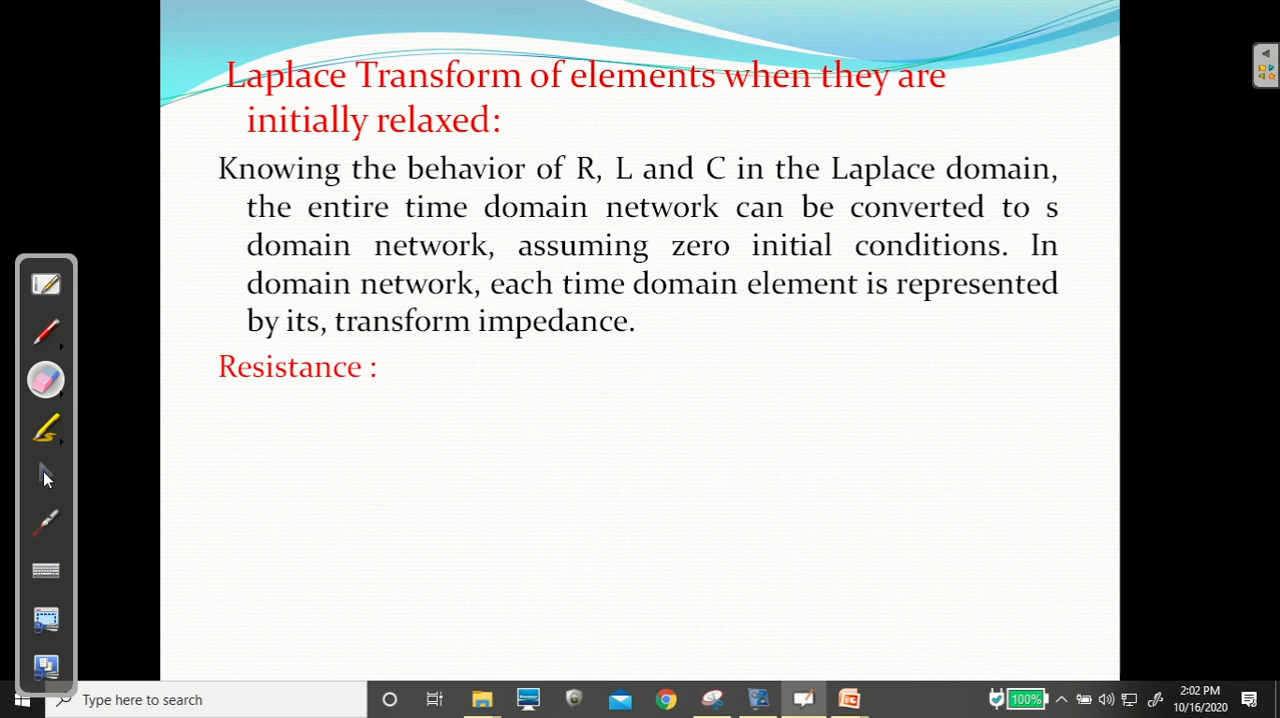 Laplace Transform of elements when they are
initially relaxed:
Knowing the behavior of R, L and C in the Laplace domain,
the entire time domain network can be converted to s
domain network, assuming zero initial conditions. In
domain network, each time domain element is represented
by its, transform impedance.
Resistance :
Type here to search
100%
2:02 PM
10/16/2020